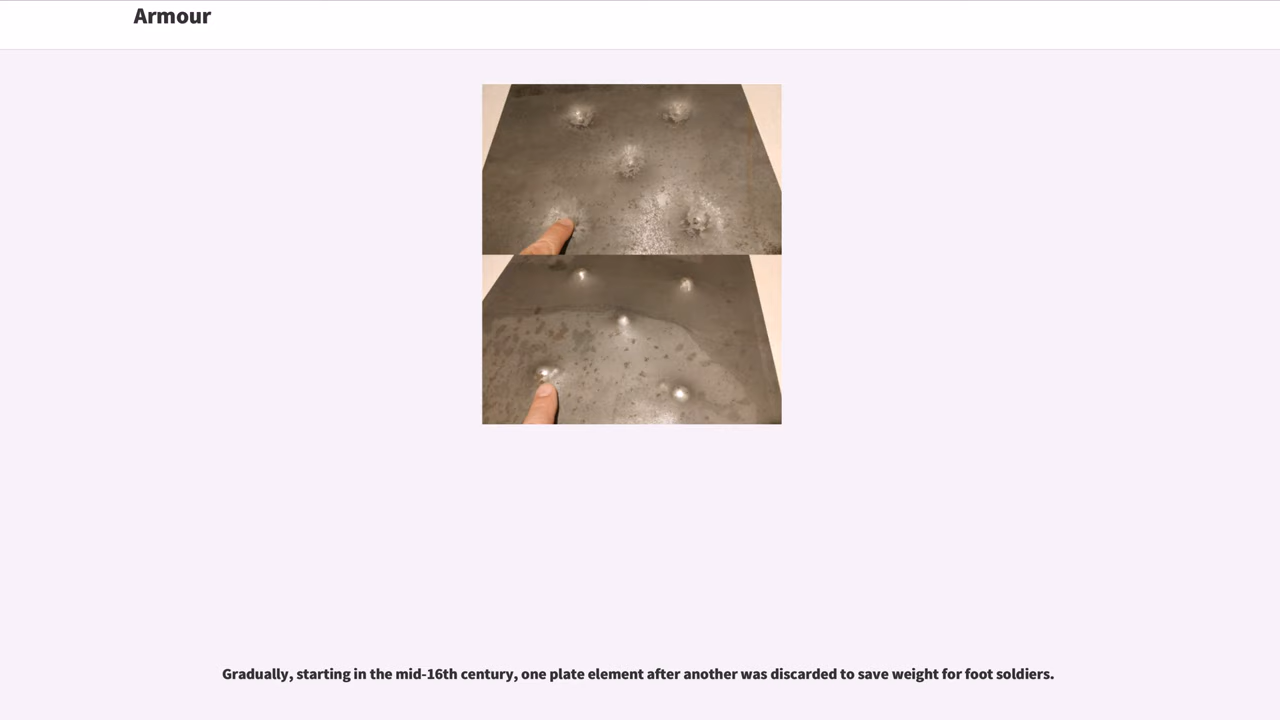 Armour
Gradually, starting in the mid-16th century, one plate element after another was discarded to save weight for foot soldiers.